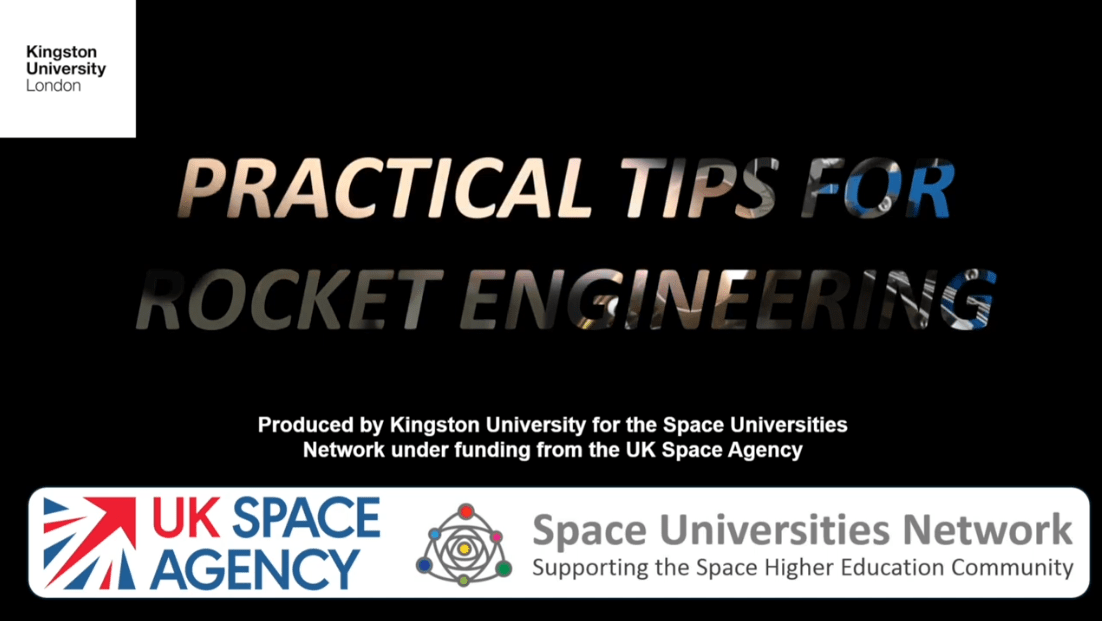 Kingston
University
London
PRACTICAL TIPS FOR
ROCKET ENGINEERING
Produced by Kingston University for the Space Universities
Network under funding from the UK Space Agency
UK SPACE
AGENCY
Space Universities Network
Supporting the Space Higher Education Community